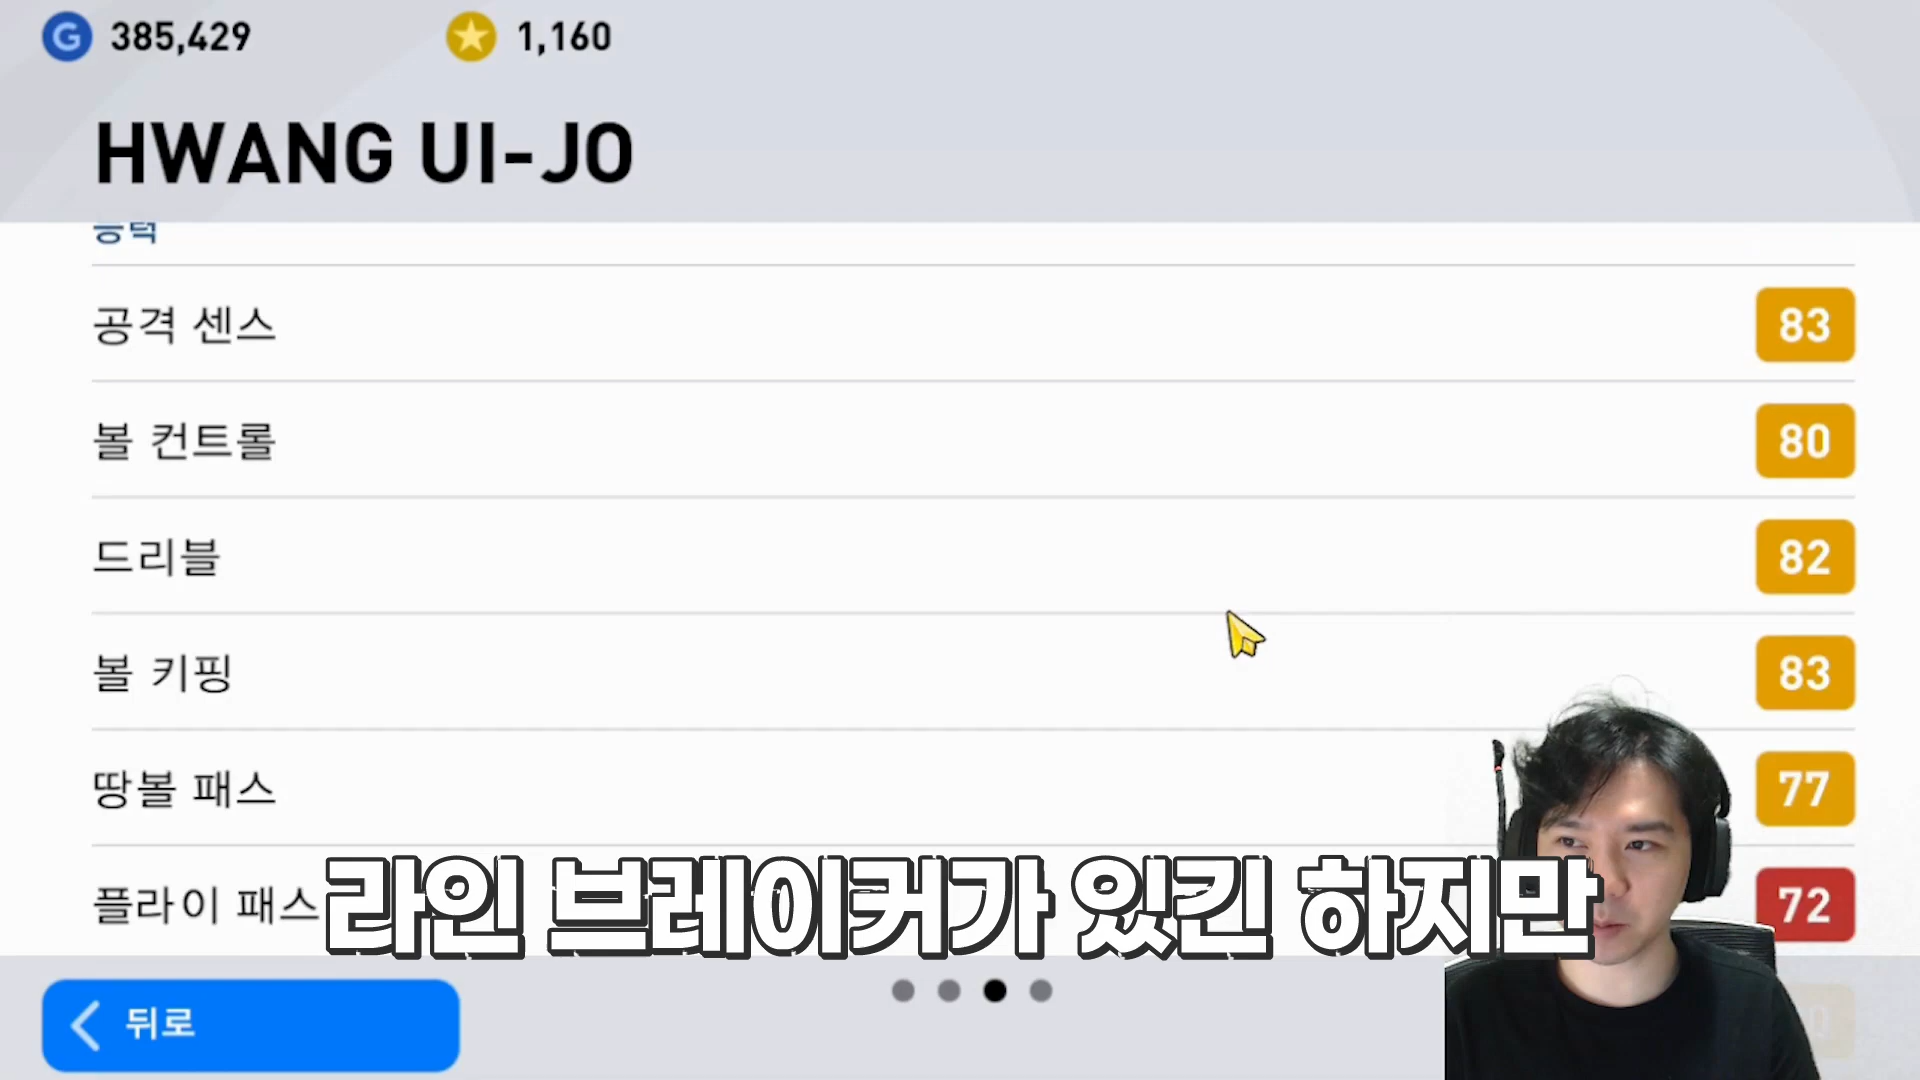 G 385,429 1,160
HWANG UI-JO
능력
공격 센스 83
볼 컨트롤 80
드리블 82
볼 키핑 83
땅볼 패스 77
플라이 패스 72
라인 브레이커가 있긴 하지만
뒤로